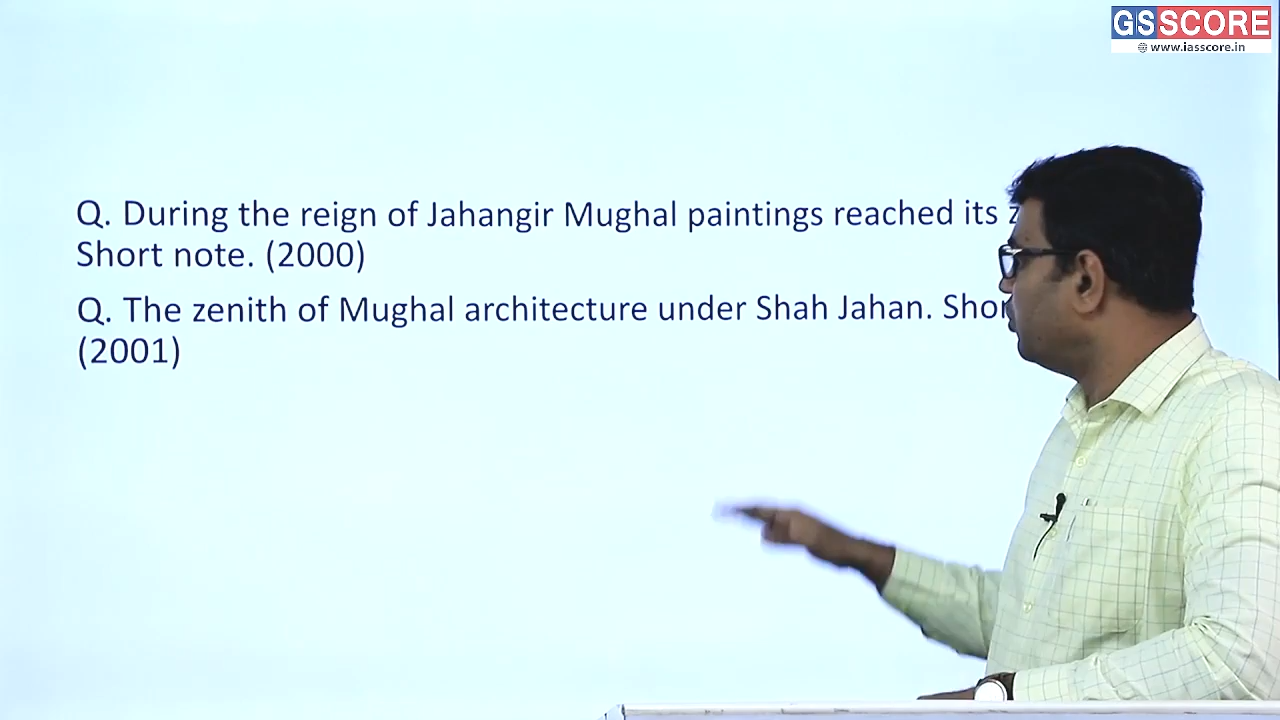 GSSCORE
www.iasscore.in
Q. During the reign of Jahangir Mughal paintings reached its
Short note. (2000)
Q. The zenith of Mughal architecture under Shah Jahan.
(2001)